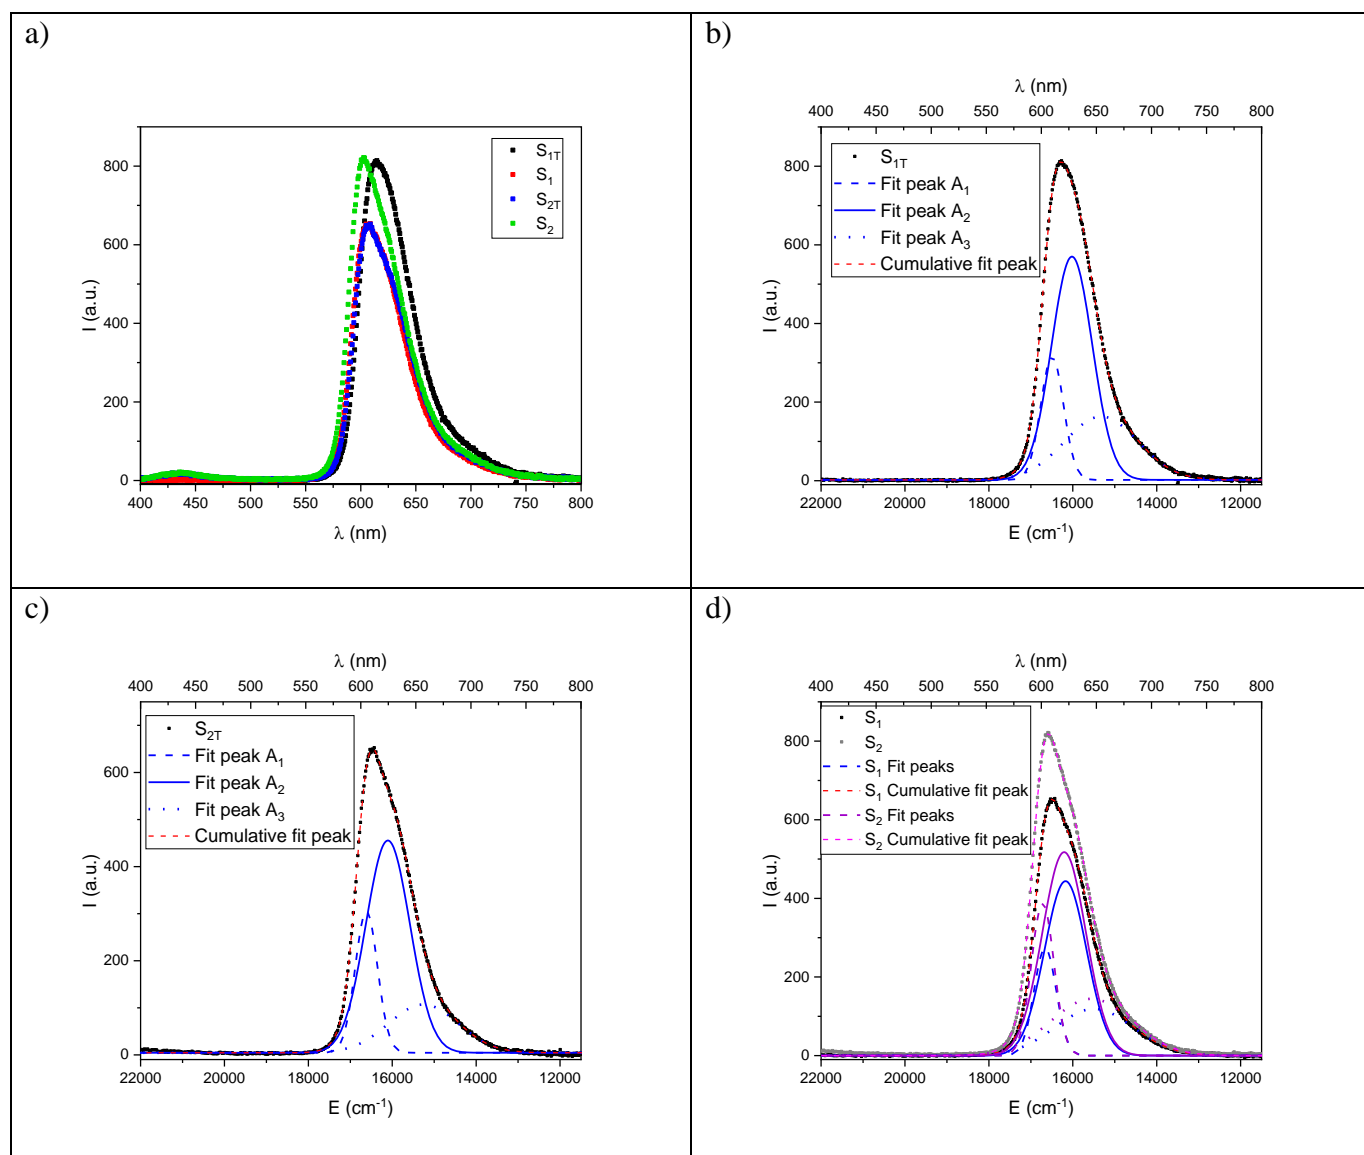 a)
800
600
400
200
0
I (a.u.)
400 450 500 550 600 650 700 750 800
λ (nm)
S1T
S1
S2T
S2
b)
λ (nm)
400 450 500 550 600 650 700 750 800
800
600
400
200
0
I (a.u.)
S1T
Fit peak A1
Fit peak A2
Fit peak A3
Cumulative fit peak
22000 20000 18000 16000 14000 12000
E (cm-1)
c)
λ (nm)
400 450 500 550 600 650 700 750 800
600
400
200
0
I (a.u.)
S2T
Fit peak A1
Fit peak A2
Fit peak A3
Cumulative fit peak
22000 20000 18000 16000 14000 12000
E (cm-1)
d)
λ (nm)
400 450 500 550 600 650 700 750 800
800
600
400
200
0
I (a.u.)
S1
S2
S1 Fit peaks
S1 Cumulative fit peak
S2 Fit peaks
S2 Cumulative fit peak
22000 20000 18000 16000 14000 12000
E (cm-1)